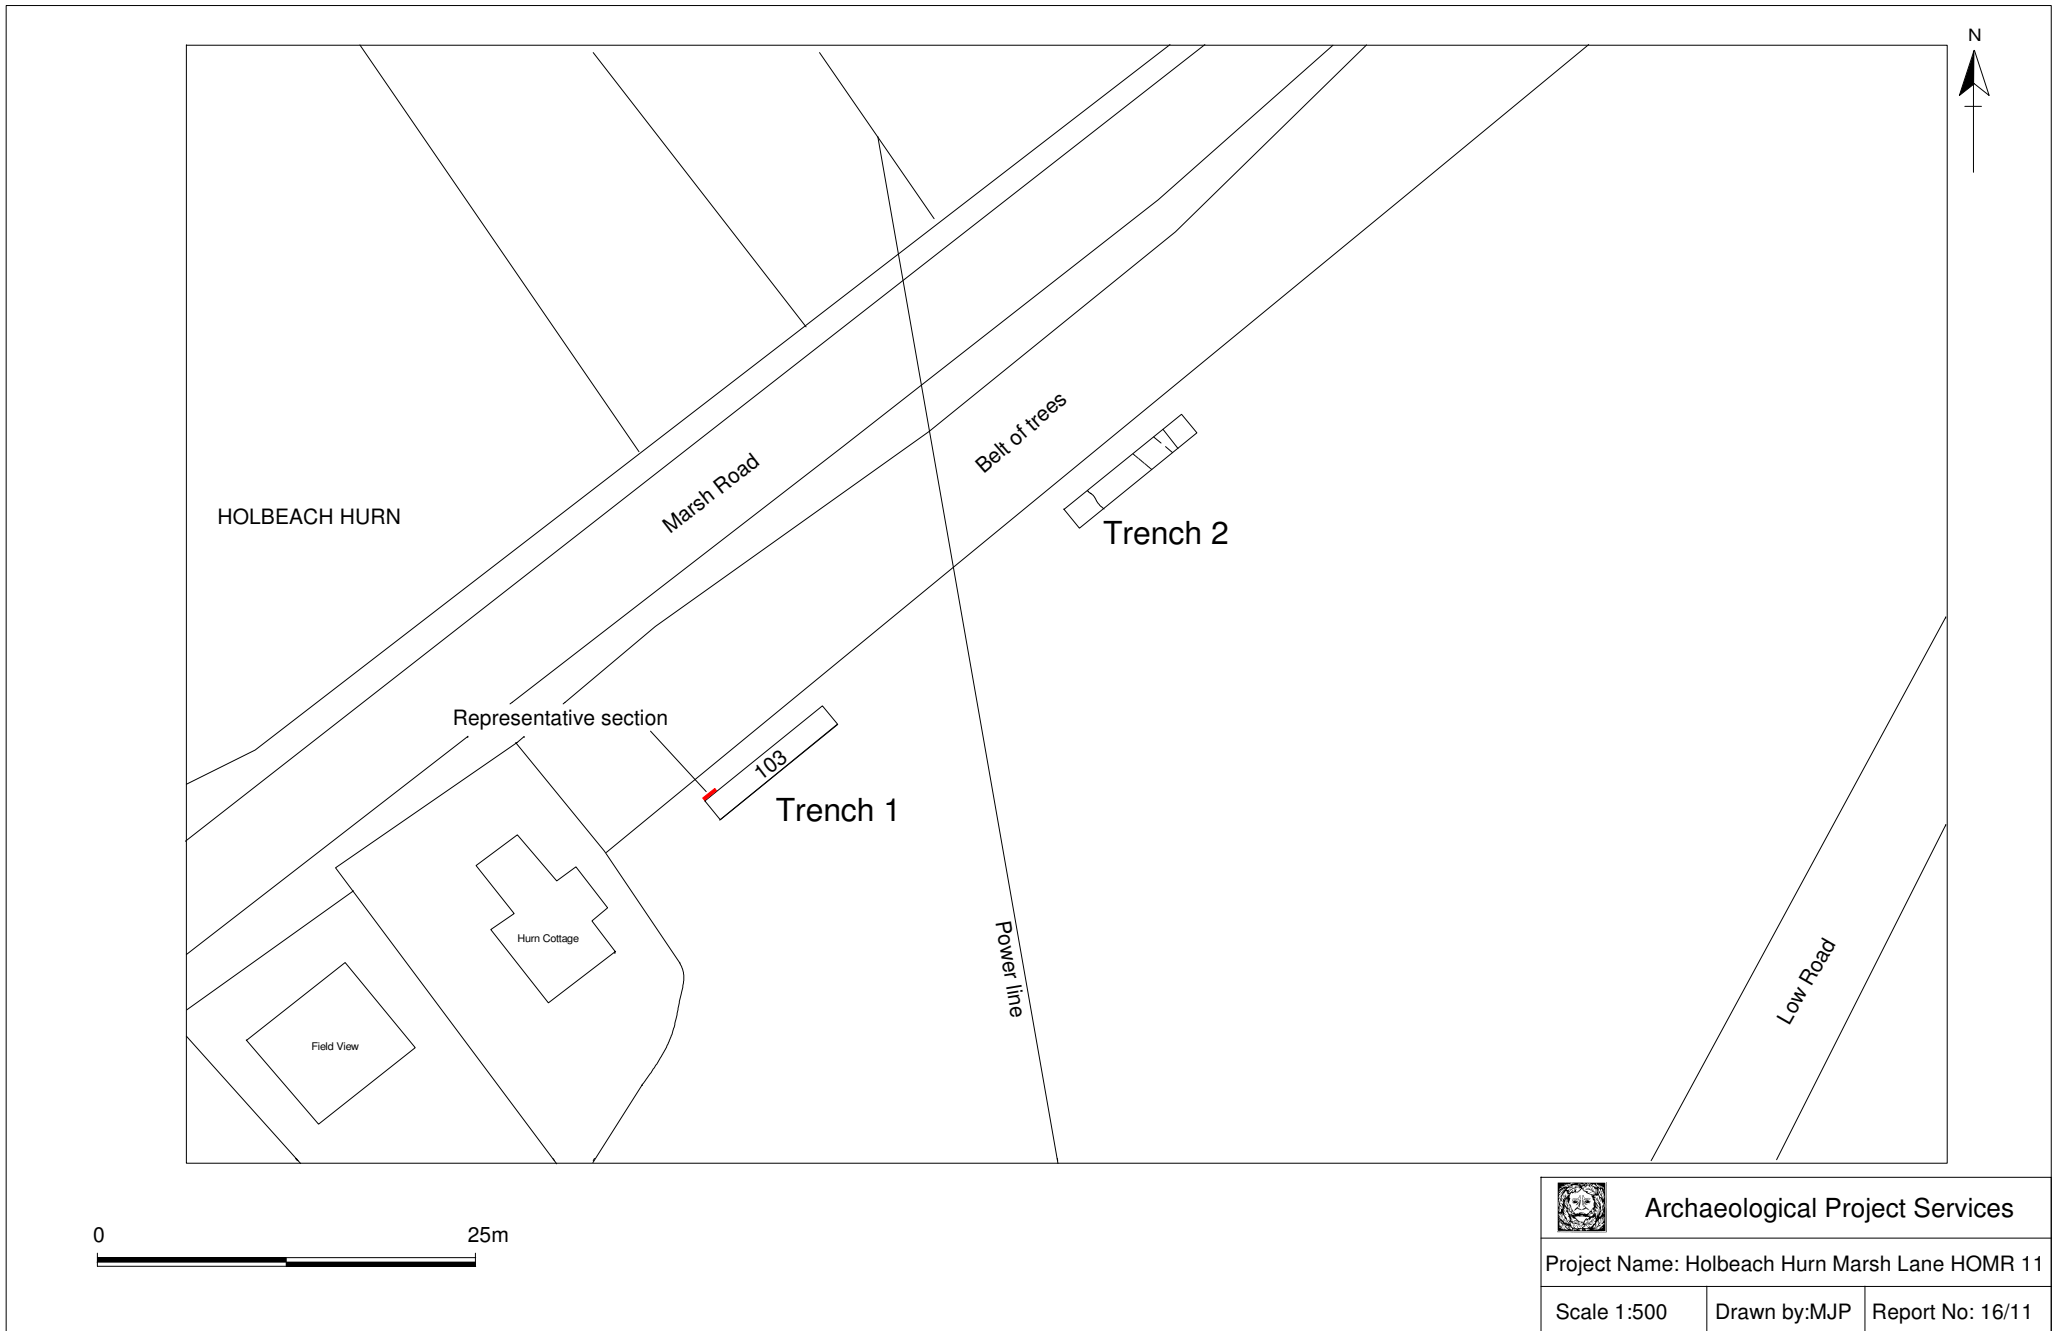 N
HOLBEACH HURN
Marsh Road
Belt of trees
Trench 2
Representative section
103
Trench 1
Hurn Cottage
Field View
Power line
Low Road
0 25m
Archaeological Project Services
Project Name: Holbeach Hurn Marsh Lane HOMR 11
Scale 1:500 Drawn by:MJP Report No: 16/11